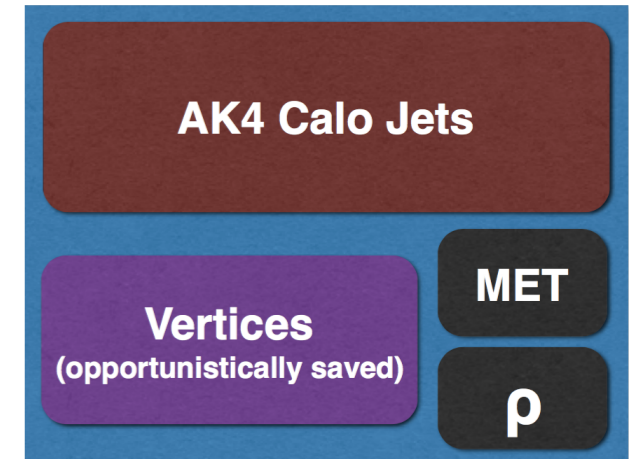 AK4 Calo Jets
Vertices
(opportunistically saved)
MET
ρ